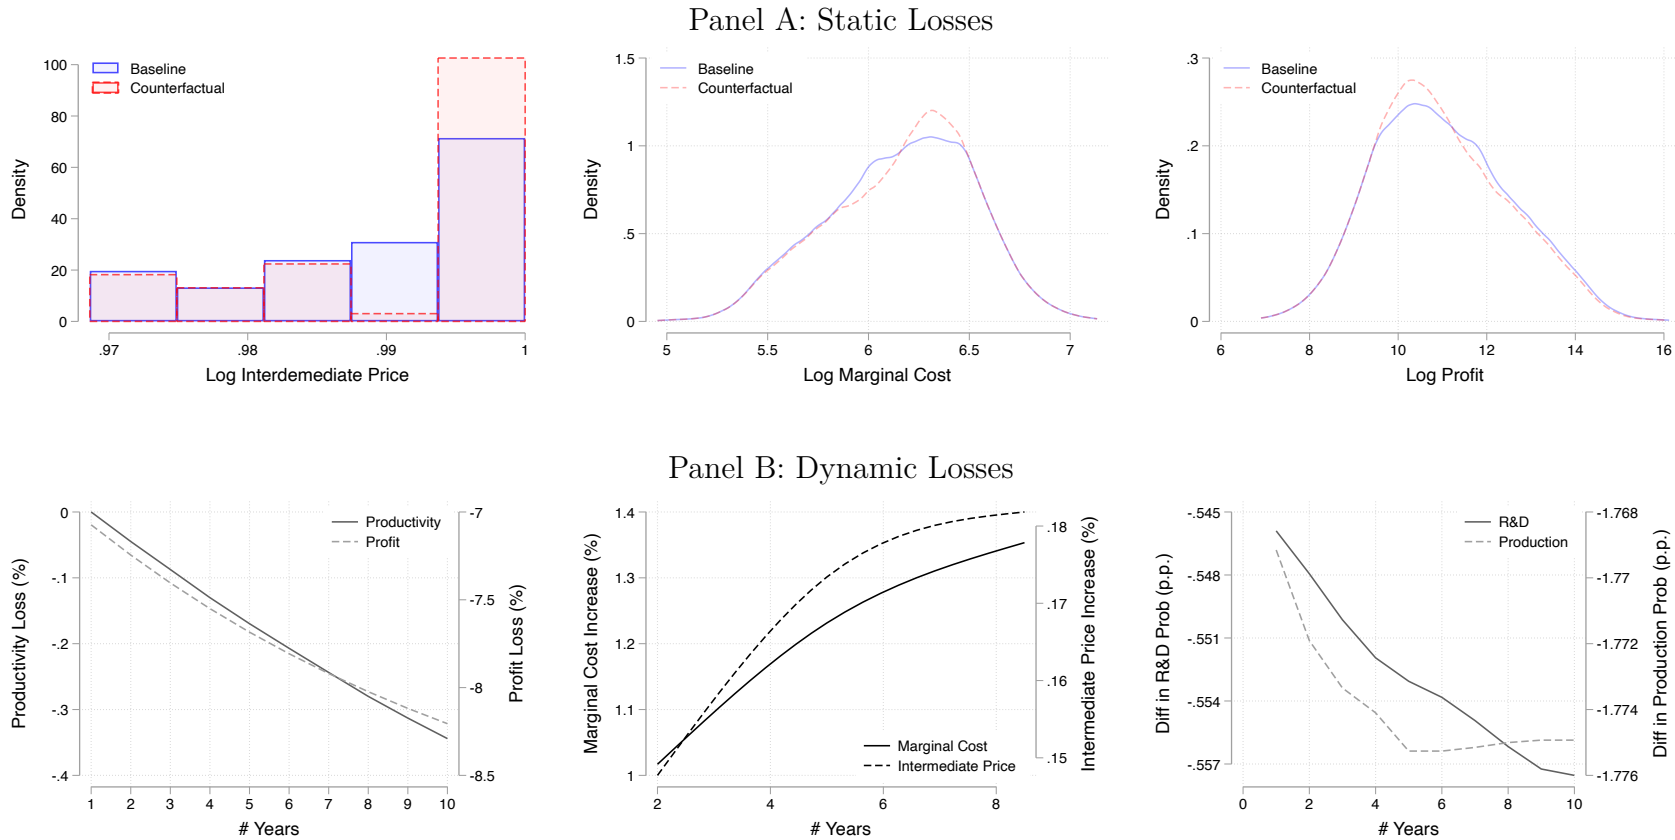 Panel A: Static Losses
Density
100
80
60
40
20
0
Baseline
Counterfactual
.97
.98
.99
1
Log Interdemediate Price
Density
1.5
1
.5
0
Baseline
Counterfactual
5
5.5
6
6.5
7
Log Marginal Cost
Density
.3
.2
.1
0
Baseline
Counterfactual
6
8
10
12
14
16
Log Profit
Panel B: Dynamic Losses
Productivity Loss (%)
0
-.1
-.2
-.3
-.4
Productivity
Profit
-7
-7.5
-8
-8.5
Profit Loss (%)
1
2
3
4
5
6
7
8
9
10
# Years
Marginal Cost Increase (%)
1.4
1.3
1.2
1.1
1
Marginal Cost
Intermediate Price
.18
.17
.16
.15
Intermediate Price Increase (%)
2
4
6
8
# Years
Diff in R&D Prob (p.p.)
-.545
-.548
-.551
-.554
-.557
R&D
Production
-1.768
-1.77
-1.772
-1.774
-1.776
Diff in Production Prob (p.p.)
0
2
4
6
8
10
# Years